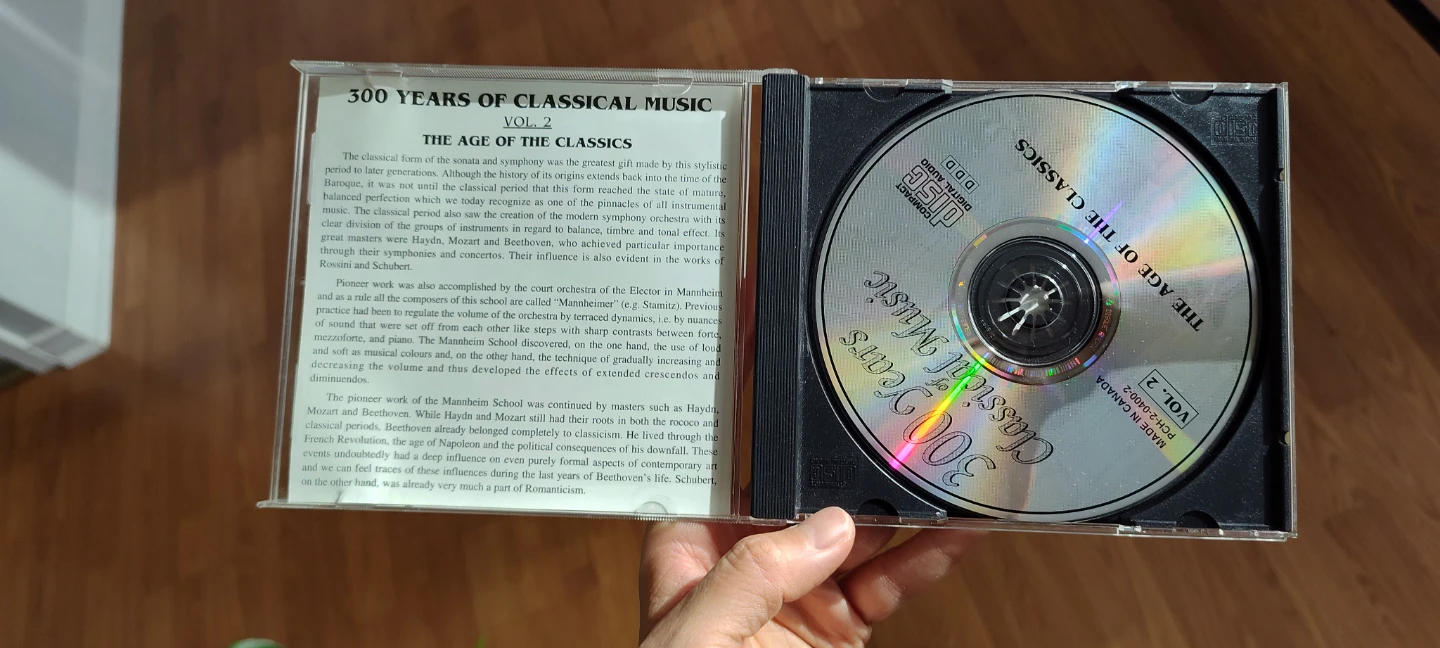 300 YEARS OF CLASSICAL MUSIC
VOL. 2
THE AGE OF THE CLASSICS
The classical form of the sonata and symphony was the greatest gift made by this stylistic
period to later generations. Although the history of its origins extends back into the time of the
Baroque, it was not until the classical period that this form reached the state of mature,
balanced perfection which we today recognize as one of the pinnacles of all instrumental
music. The classical period also saw the creation of the modern symphony orchestra with its
clear division of the groups of instruments in regard to balance, timbre and tonal effect. Its
great masters were Haydn, Mozart and Beethoven, who achieved particular importance
through their symphonies and concertos. Their influence is also evident in the works of
Rossini and Schubert.
Pioneer work was also accomplished by the court orchestra of the Elector in Mannheim
and as a rule all the composers of this school are called “Mannheimer” (e.g. Stamitz). Previous
practice had been to regulate the volume of the orchestra by terraced dynamics, i.e. by nuances
of sound that were set off from each other like steps with sharp contrasts between forte,
mezzoforte, and piano. The Mannheim School discovered, on the one hand, the use of loud
and soft as musical colours and, on the other hand, the technique of gradually increasing and
decreasing the volume and thus developed the effects of extended crescendos and
diminuendos.
The pioneer work of the Mannheim School was continued by masters such as Haydn,
Mozart and Beethoven. While Haydn and Mozart still had their roots in both the rococo and
classical periods, Beethoven already belonged completely to classicism. He lived through the
French Revolution, the age of Napoleon and the political consequences of his downfall. These
events undoubtedly had a deep influence on even purely formal aspects of contemporary art
and we can feel traces of these influences during the last years of Beethoven's life. Schubert,
on the other hand, was already very much a part of Romanticism.
300 Years
of
Classical Music
THE AGE OF THE CLASSICS
COMPACT
disc
DIGITAL AUDIO
DDD
VOL. 2
MADE IN CANADA
PCH-2-0400-2